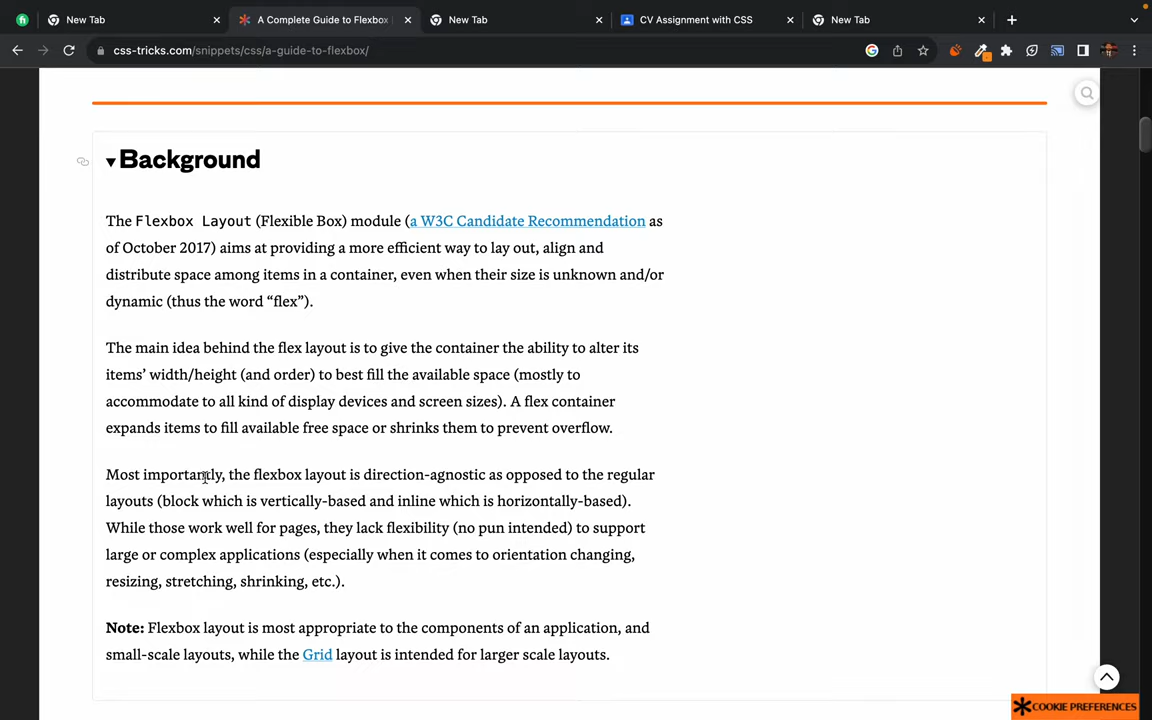 New Tab
A Complete Guide to Flexbox
New Tab
CV Assignment with CSS
New Tab
css-tricks.com/snippets/css/a-guide-to-flexbox/
Background
The Flexbox Layout (Flexible Box) module (a W3C Candidate Recommendation as
of October 2017) aims at providing a more efficient way to lay out, align and
distribute space among items in a container, even when their size is unknown and/or
dynamic (thus the word “flex”).
The main idea behind the flex layout is to give the container the ability to alter its
items’ width/height (and order) to best fill the available space (mostly to
accommodate to all kind of display devices and screen sizes). A flex container
expands items to fill available free space or shrinks them to prevent overflow.
Most importantly, the flexbox layout is direction-agnostic as opposed to the regular
layouts (block which is vertically-based and inline which is horizontally-based).
While those work well for pages, they lack flexibility (no pun intended) to support
large or complex applications (especially when it comes to orientation changing,
resizing, stretching, shrinking, etc.).
Note: Flexbox layout is most appropriate to the components of an application, and
small-scale layouts, while the Grid layout is intended for larger scale layouts.
COOKIE PREFERENCES